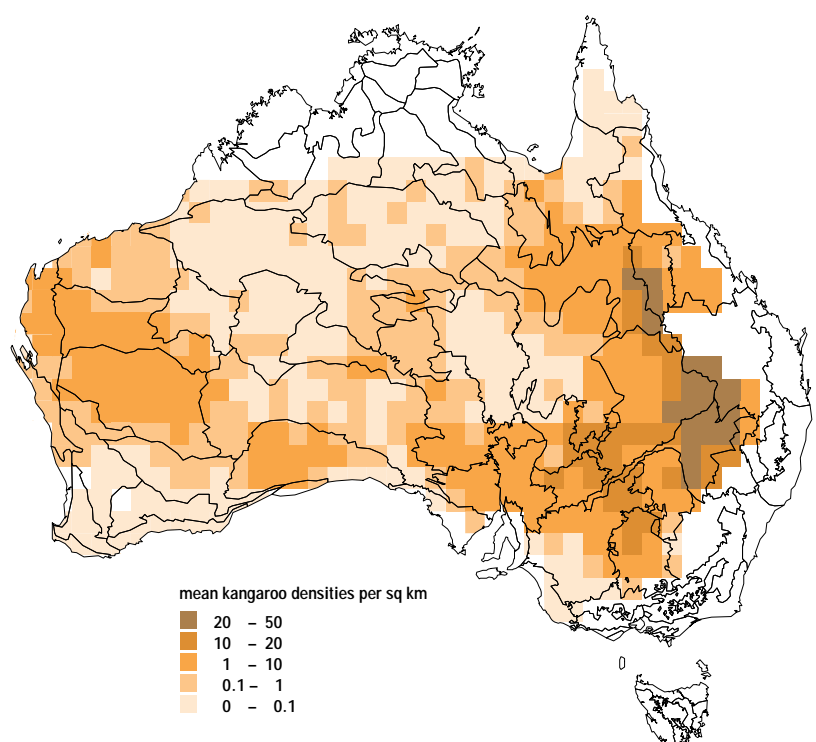 mean kangaroo densities per sq km
20 – 50
10 – 20
1 – 10
0.1 – 1
0 – 0.1